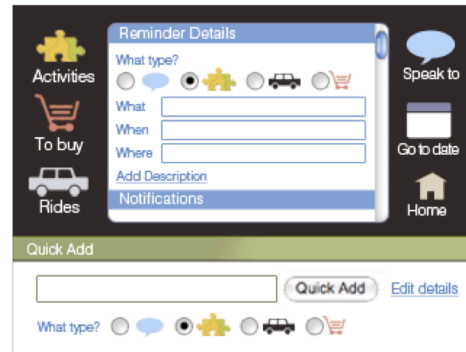 Activities
To buy
Rides
Reminder Details
What type?
What
When
Where
Add Description
Notifications
Speak to
Go to date
Home
Quick Add
Quick Add
Edit details
What type?